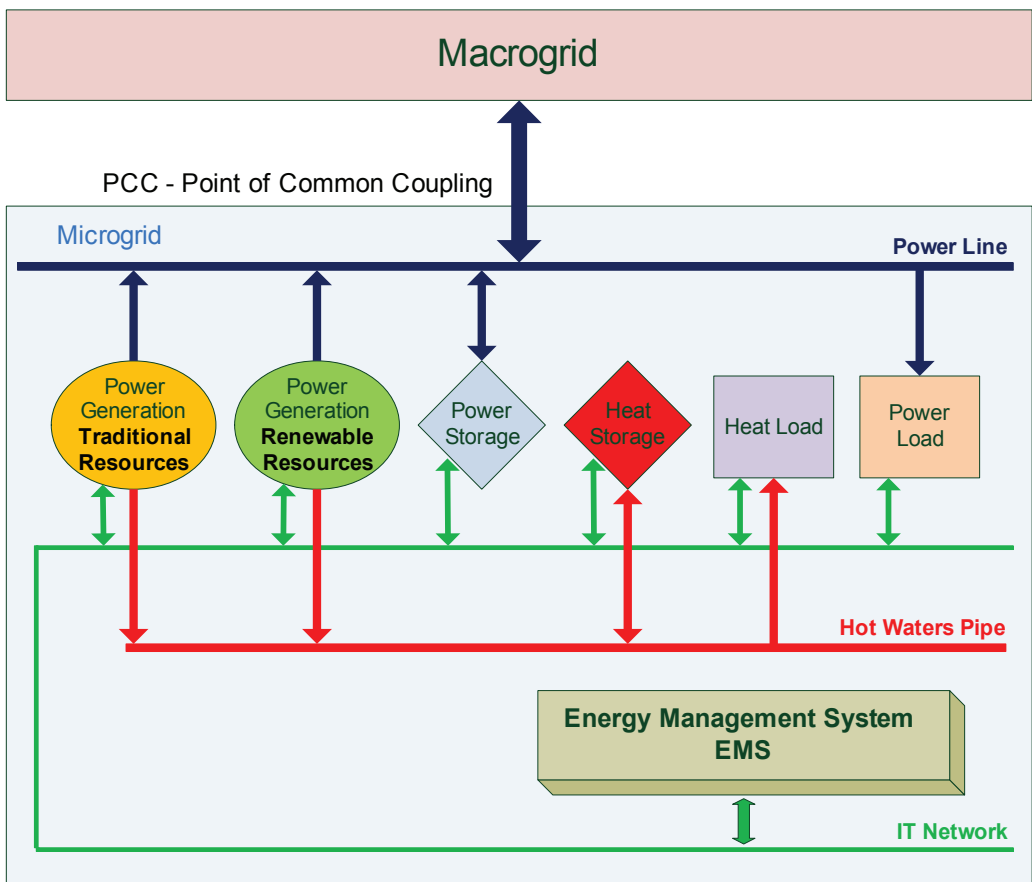 Macrogrid
PCC - Point of Common Coupling
Microgrid
Power Line
Power
Generation
Traditional
Resources
Power
Generation
Renewable
Resources
Power
Storage
Heat
Storage
Heat Load
Power
Load
Hot Waters Pipe
Energy Management System
EMS
IT Network